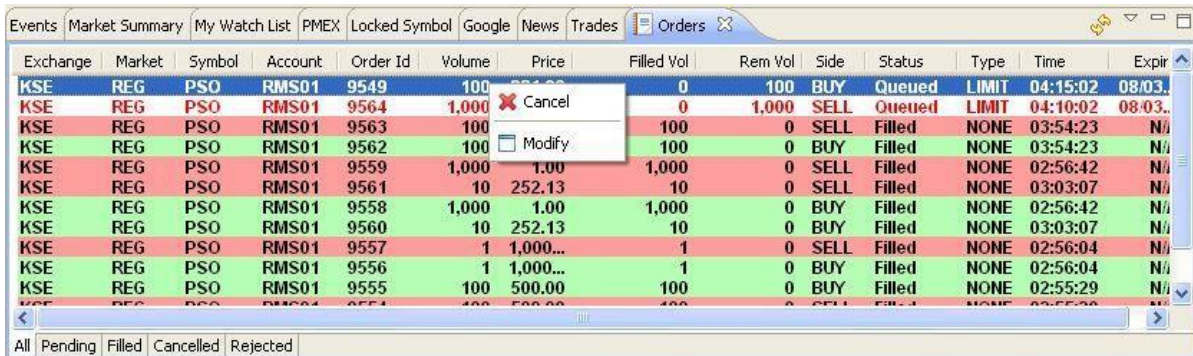 Events Market Summary My Watch List PMEX Locked Symbol Google News Trades Orders
Exchange Market Symbol Account Order Id Volume Price Filled Vol Rem Vol Side Status Type Time Expir
KSE REG PSO RMS01 9549 100 0 100 BUY Queued LIMIT 04:15:02 08/03..
Cancel
KSE REG PSO RMS01 9564 1,000 0 1,000 SELL Queued LIMIT 04:10:02 08/03..
KSE REG PSO RMS01 9563 100 100 0 SELL Filled NONE 03:54:23 N/
Modify
KSE REG PSO RMS01 9562 100 100 0 BUY Filled NONE 03:54:23 N/
KSE REG PSO RMS01 9559 1,000 1.00 1,000 0 SELL Filled NONE 02:56:42 N/
KSE REG PSO RMS01 9561 10 252.13 10 0 SELL Filled NONE 03:03:07 N/
KSE REG PSO RMS01 9558 1,000 1.00 1,000 0 BUY Filled NONE 02:56:42 N/
KSE REG PSO RMS01 9560 10 252.13 10 0 BUY Filled NONE 03:03:07 N/
KSE REG PSO RMS01 9557 1 1,000... 1 0 SELL Filled NONE 02:56:04 N/
KSE REG PSO RMS01 9556 1 1,000... 1 0 BUY Filled NONE 02:56:04 N/
KSE REG PSO RMS01 9555 100 500.00 100 0 BUY Filled NONE 02:55:29 N/
All Pending Filled Cancelled Rejected